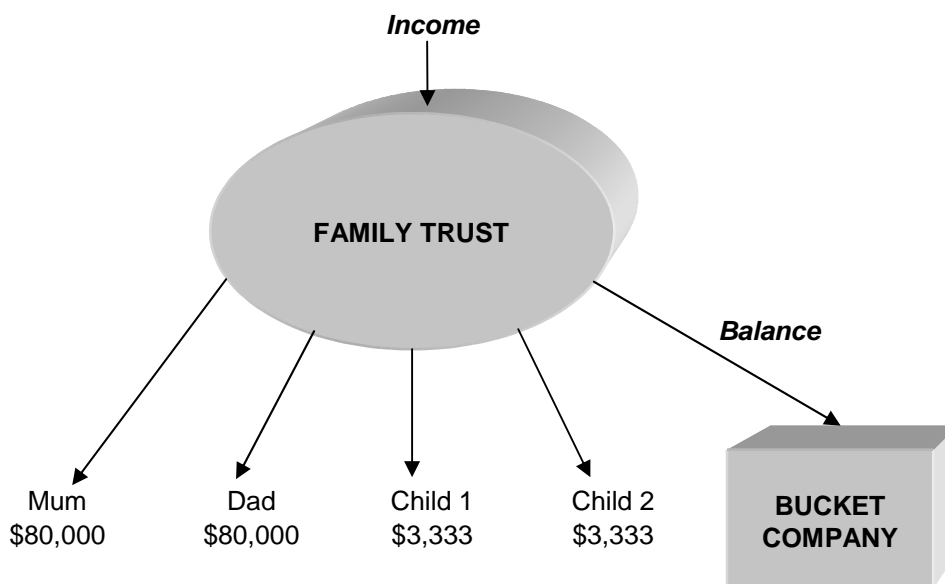 Income
FAMILY TRUST
Balance
Mum
$80,000
Dad
$80,000
Child 1
$3,333
Child 2
$3,333
BUCKET
COMPANY